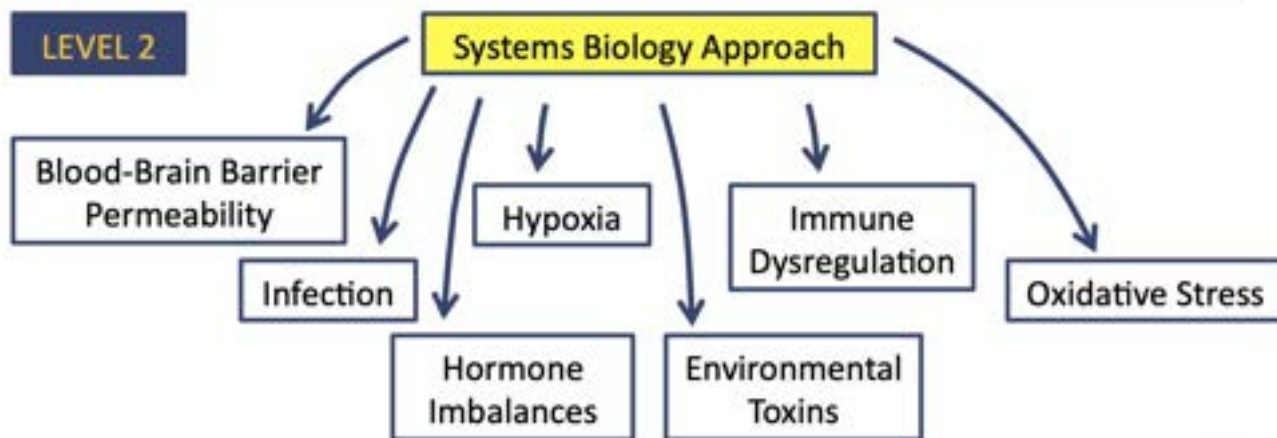 LEVEL 2
Systems Biology Approach
Blood-Brain Barrier
Permeability
Hypoxia
Immune
Dysregulation
Infection
Oxidative Stress
Hormone
Imbalances
Environmental
Toxins